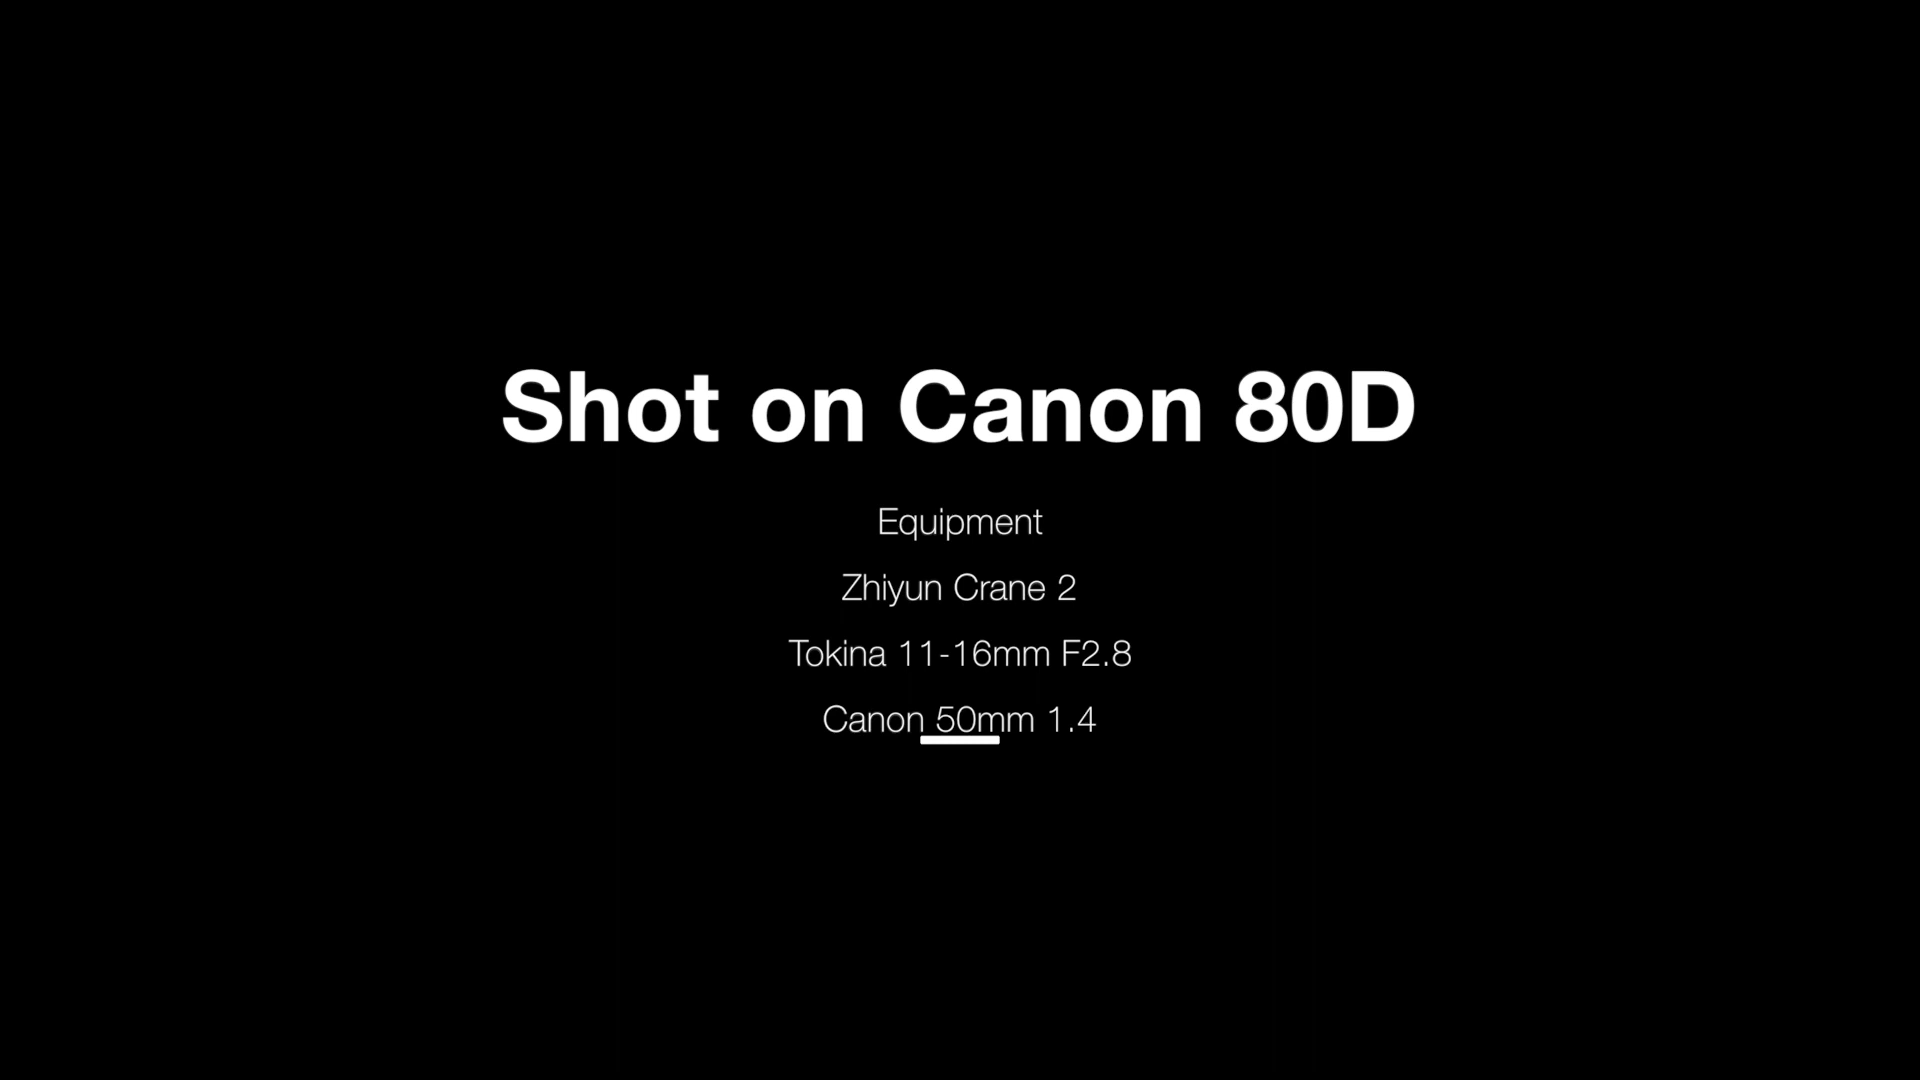 Shot on Canon 80D
Equipment
Zhiyun Crane 2
Tokina 11-16mm F2.8
Canon 50mm 1.4